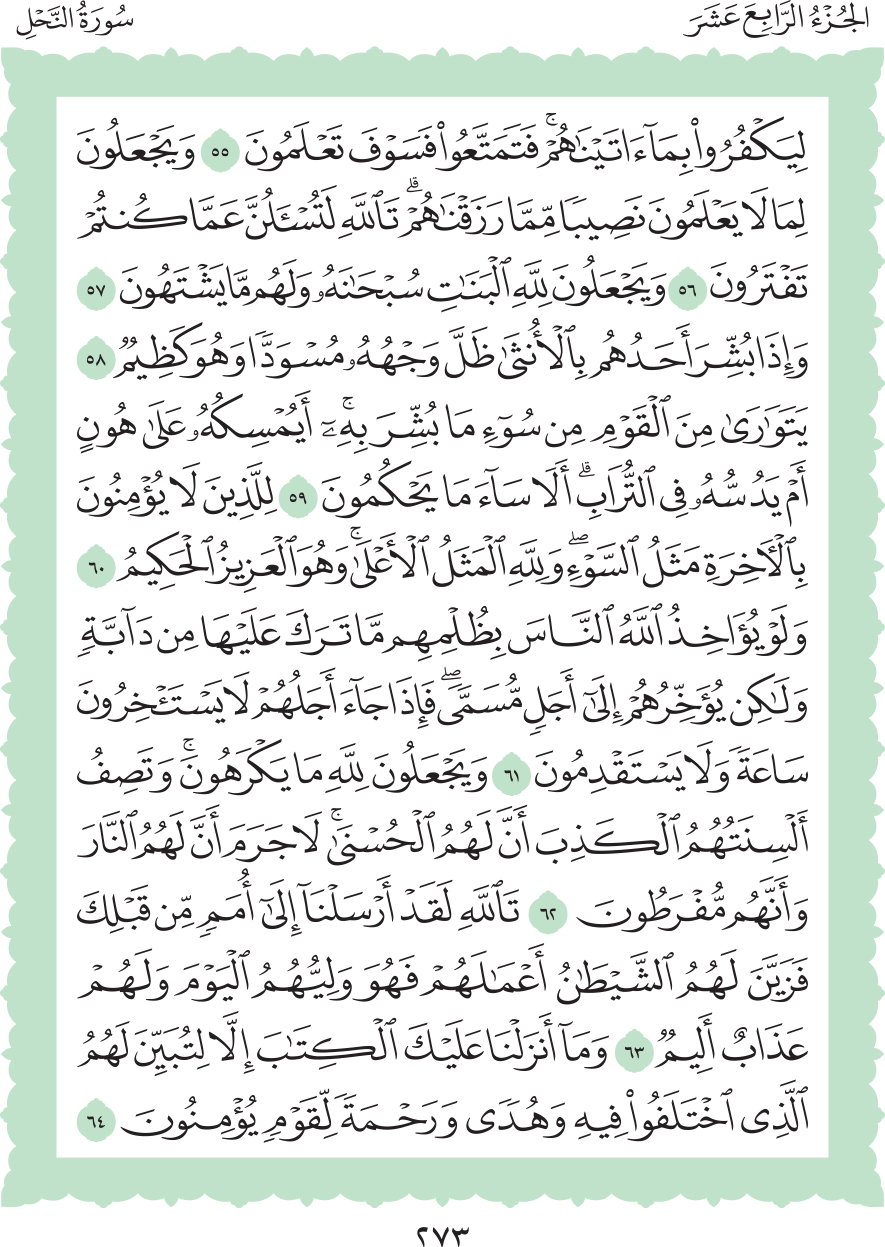 الجُزْءُ الرَّابِعَ عَشَرَ
سُورَةُ النَّحْلِ
لِيَكْفُرُوا۟ بِمَآ ءَاتَيْنَٰهُمْ ۚ فَتَمَتَّعُوا۟ فَسَوْفَ تَعْلَمُونَ ٥٥ وَيَجْعَلُونَ
لِمَا لَا يَعْلَمُونَ نَصِيبًا مِّمَّا رَزَقْنَٰهُمْ ۗ تَٱللَّهِ لَتُسْـَٔلُنَّ عَمَّا كُنتُمْ
تَفْتَرُونَ ٥٦ وَيَجْعَلُونَ لِلَّهِ ٱلْبَنَٰتِ سُبْحَٰنَهُۥ وَلَهُم مَّا يَشْتَهُونَ ٥٧
وَإِذَا بُشِّرَ أَحَدُهُم بِٱلْأُنثَىٰ ظَلَّ وَجْهُهُۥ مُسْوَدًّا وَهُوَ كَظِيمٌ ٥٨
يَتَوَٰرَىٰ مِنَ ٱلْقَوْمِ مِن سُوٓءِ مَا بُشِّرَ بِهِۦٓ ۚ أَيُمْسِكُهُۥ عَلَىٰ هُونٍ
أَمْ يَدُسُّهُۥ فِى ٱلتُّرَابِ ۗ أَلَا سَآءَ مَا يَحْكُمُونَ ٥٩ لِلَّذِينَ لَا يُؤْمِنُونَ
بِٱلْءَاخِرَةِ مَثَلُ ٱلسَّوْءِ ۖ وَلِلَّهِ ٱلْمَثَلُ ٱلْأَعْلَىٰ ۚ وَهُوَ ٱلْعَزِيزُ ٱلْحَكِيمُ ٦٠
وَلَوْ يُؤَاخِذُ ٱللَّهُ ٱلنَّاسَ بِظُلْمِهِم مَّا تَرَكَ عَلَيْهَا مِن دَآبَّةٍ
وَلَٰكِن يُؤَخِّرُهُمْ إِلَىٰٓ أَجَلٍ مُّسَمًّى ۖ فَإِذَا جَآءَ أَجَلُهُمْ لَا يَسْتَـْٔخِرُونَ
سَاعَةً ۖ وَلَا يَسْتَقْدِمُونَ ٦١ وَيَجْعَلُونَ لِلَّهِ مَا يَكْرَهُونَ ۚ وَتَصِفُ
أَلْسِنَتُهُمُ ٱلْكَذِبَ أَنَّ لَهُمُ ٱلْحُسْنَىٰ ۚ لَا جَرَمَ أَنَّ لَهُمُ ٱلنَّارَ
وَأَنَّهُم مُّفْرَطُونَ ٦٢ تَٱللَّهِ لَقَدْ أَرْسَلْنَآ إِلَىٰٓ أُمَمٍ مِّن قَبْلِكَ
فَزَيَّنَ لَهُمُ ٱلشَّيْطَٰنُ أَعْمَٰلَهُمْ فَهُوَ وَلِيُّهُمُ ٱلْيَوْمَ وَلَهُمْ
عَذَابٌ أَلِيمٌ ٦٣ وَمَآ أَنزَلْنَا عَلَيْكَ ٱلْكِتَٰبَ إِلَّا لِتُبَيِّنَ لَهُمُ
ٱلَّذِى ٱخْتَلَفُوا۟ فِيهِ وَهُدًى وَرَحْمَةً لِّقَوْمٍ يُؤْمِنُونَ ٦٤
٢٧٣